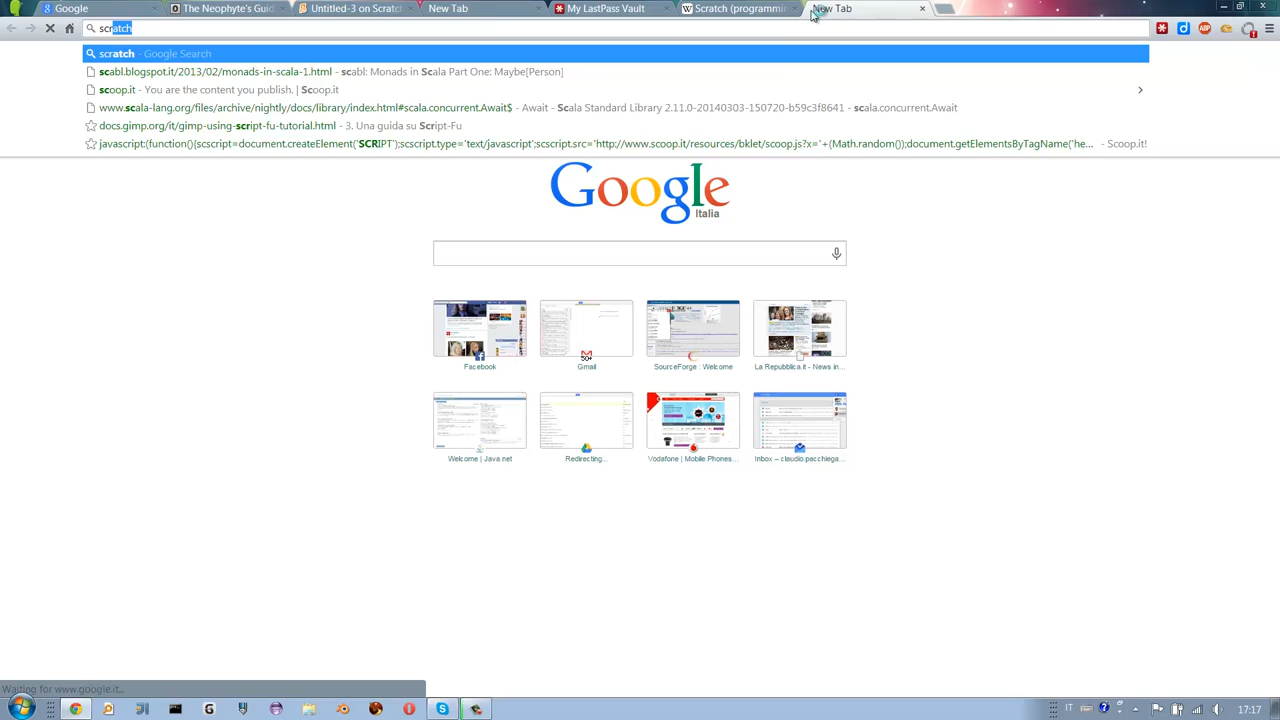 Google
The Neophyte's Guid
Untitled-3 on Scratch
New Tab
My LastPass Vault
Scratch (programmin
New Tab
scratch
scratch - Google Search
scabl.blogspot.it/2013/02/monads-in-scala-1.html - scabl: Monads in Scala Part One: Maybe[Person]
scoop.it - You are the content you publish. | Scoop.it
www.scala-lang.org/files/archive/nightly/docs/library/index.html#scala.concurrent.Await$ - Await - Scala Standard Library 2.11.0-20140303-150720-b59c3f8641 - scala.concurrent.Await
docs.gimp.org/it/gimp-using-script-fu-tutorial.html - 3. Una guida su Script-Fu
javascript:(function(){scscript=document.createElement('SCRIPT');scscript.type='text/javascript';scscript.src='http://www.scoop.it/resources/bklet/scoop.js?x='+(Math.random());document.getElementsByTagName('he... - Scoop.it!
Google
Italia
Facebook
Gmail
SourceForge : Welcome
La Repubblica.it - News in...
Welcome | Java.net
Redirecting...
Vodafone | Mobile Phones...
Inbox – claudio.pacchiega...
Waiting for www.google.it...
IT
17:17